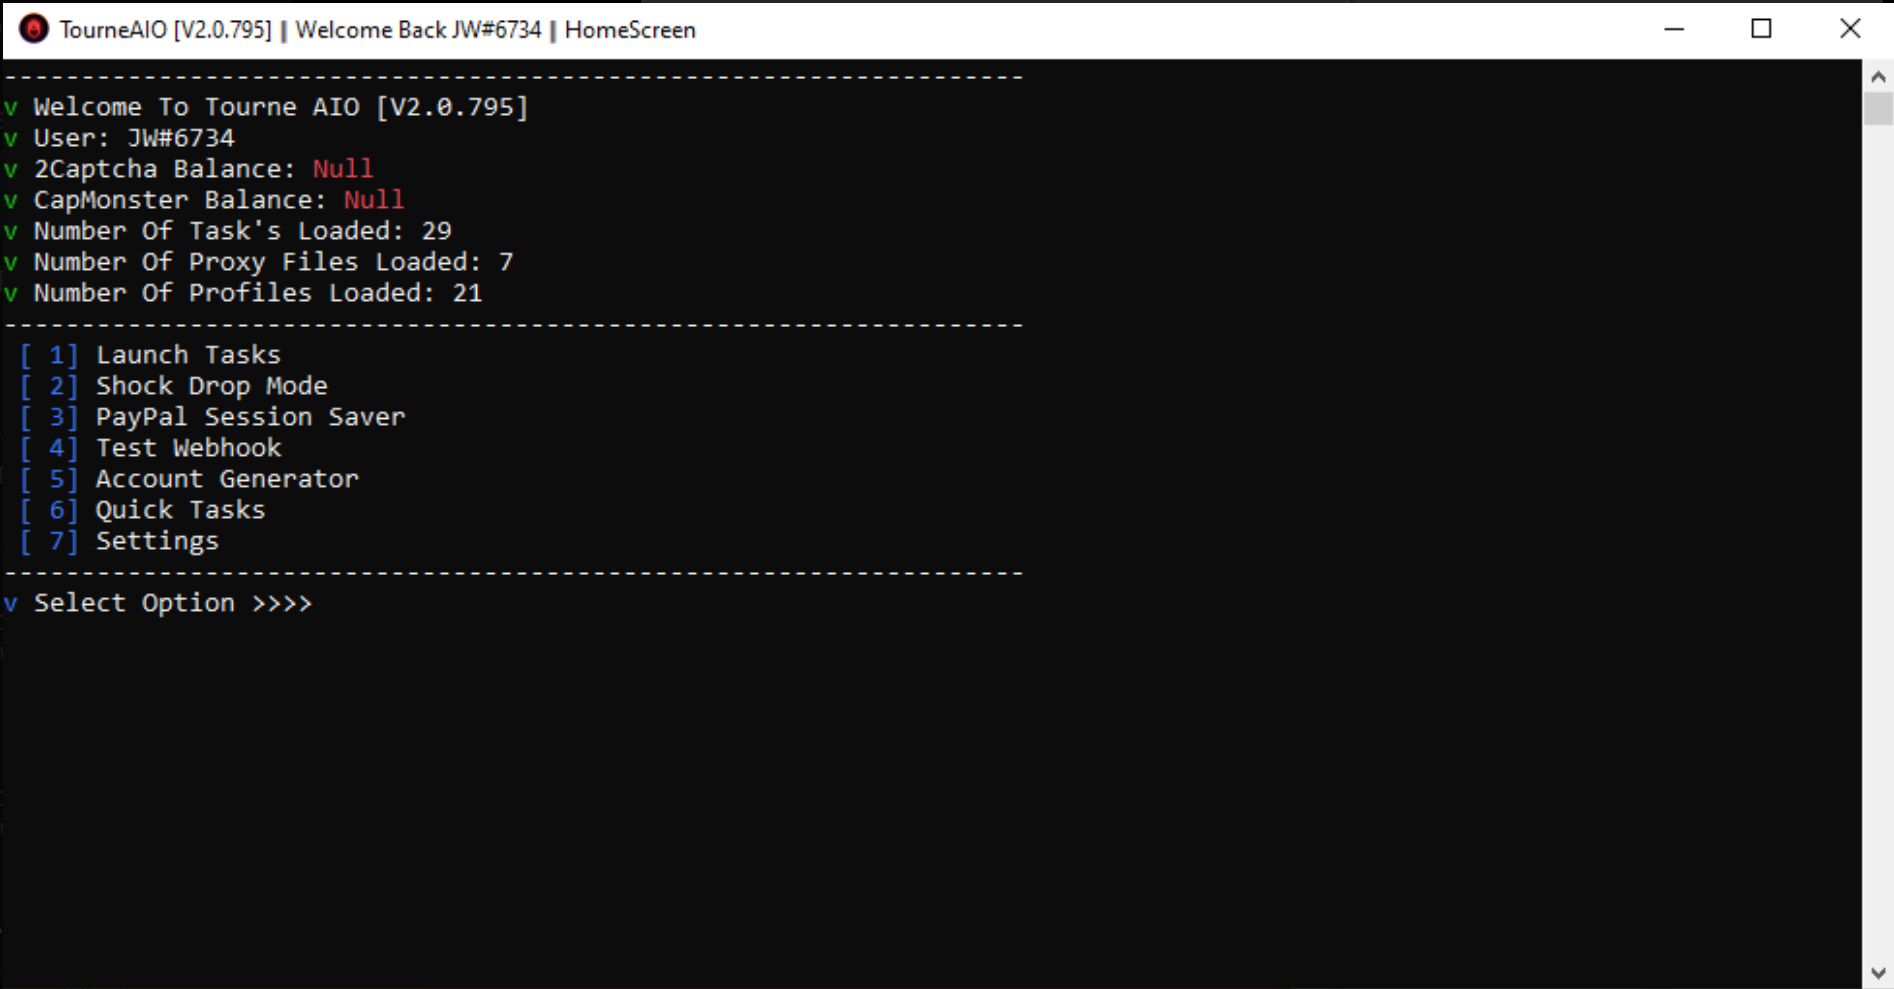 TourneAIO [V2.0.795] || Welcome Back JW#6734 || HomeScreen
------------------------------------------------------------------
v Welcome To Tourne AIO [V2.0.795]
v User: JW#6734
v 2Captcha Balance: Null
v CapMonster Balance: Null
v Number Of Task's Loaded: 29
v Number Of Proxy Files Loaded: 7
v Number Of Profiles Loaded: 21
------------------------------------------------------------------
[ 1] Launch Tasks
[ 2] Shock Drop Mode
[ 3] PayPal Session Saver
[ 4] Test Webhook
[ 5] Account Generator
[ 6] Quick Tasks
[ 7] Settings
------------------------------------------------------------------
v Select Option >>>>